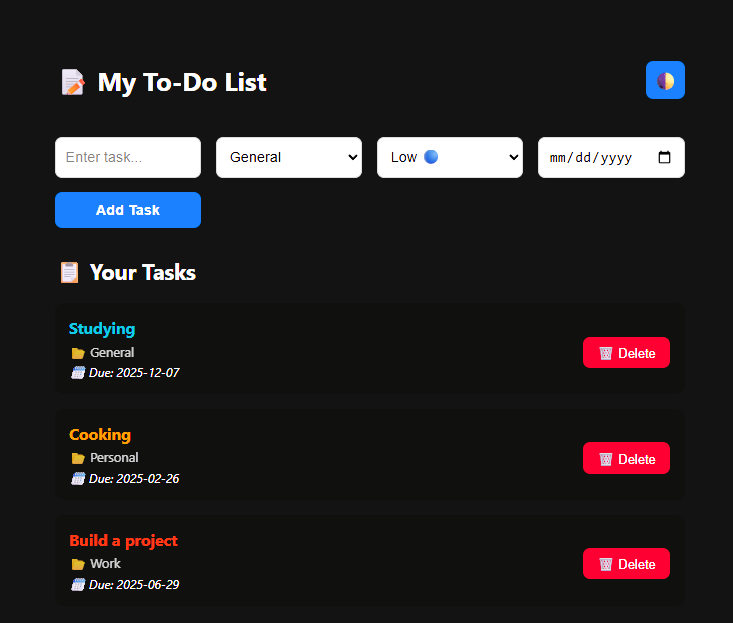 My To-Do List
Enter task...
General
Low
mm/dd/yyyy
Add Task
Your Tasks
Studying
General
Due: 2025-12-07
Delete
Cooking
Personal
Due: 2025-02-26
Delete
Build a project
Work
Due: 2025-06-29
Delete